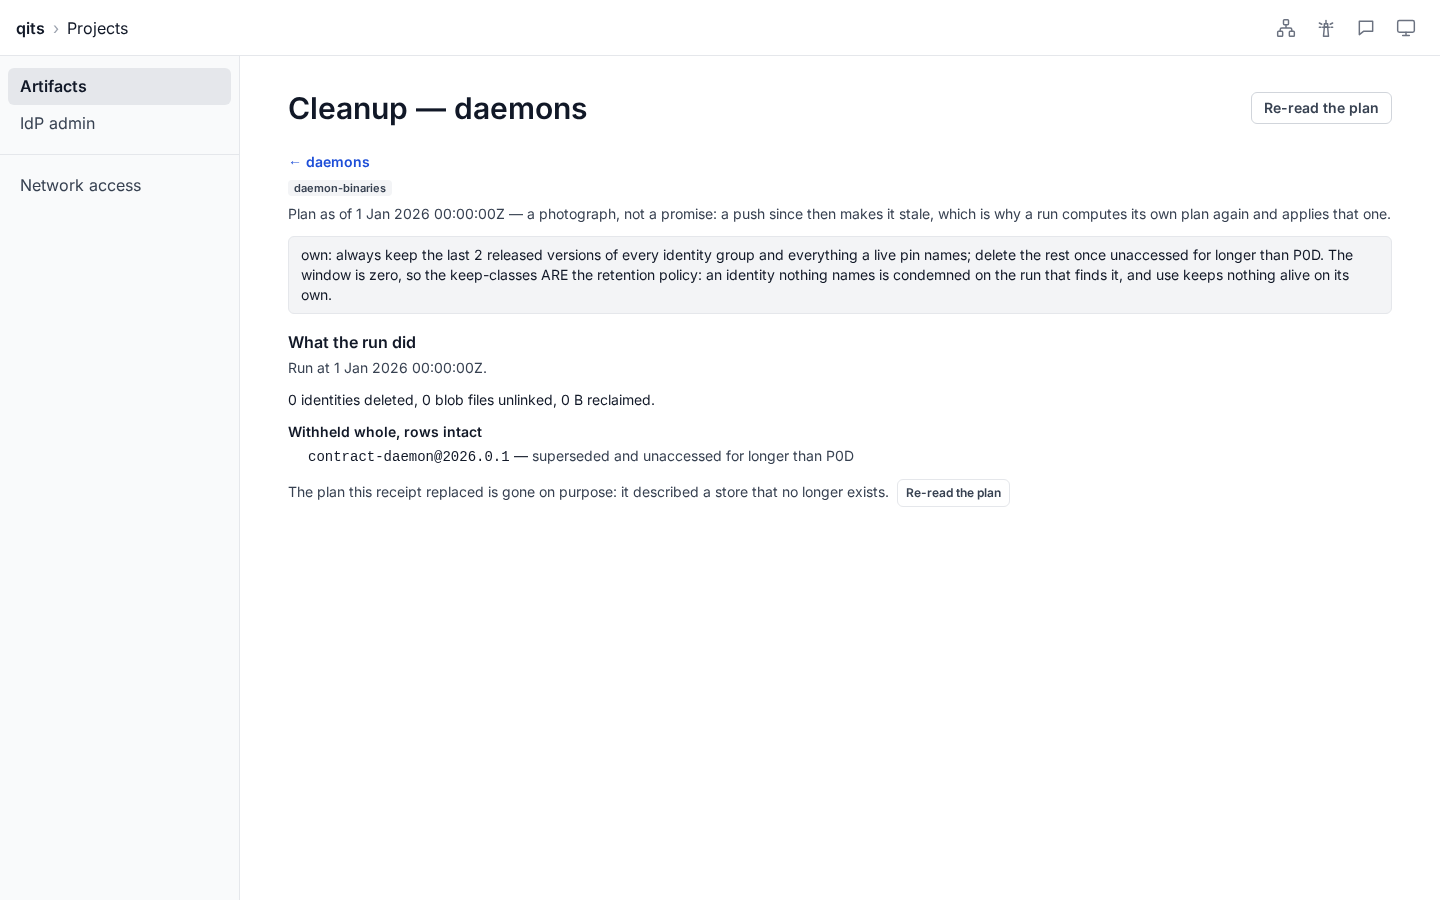 qits › Projects
Artifacts
IdP admin
Network access
Cleanup — daemons
Re-read the plan
← daemons
daemon-binaries
Plan as of 1 Jan 2026 00:00:00Z — a photograph, not a promise: a push since then makes it stale, which is why a run computes its own plan again and applies that one.
own: always keep the last 2 released versions of every identity group and everything a live pin names; delete the rest once unaccessed for longer than P0D. The
window is zero, so the keep-classes ARE the retention policy: an identity nothing names is condemned on the run that finds it, and use keeps nothing alive on its
own.
What the run did
Run at 1 Jan 2026 00:00:00Z.
0 identities deleted, 0 blob files unlinked, 0 B reclaimed.
Withheld whole, rows intact
contract-daemon@2026.0.1 — superseded and unaccessed for longer than P0D
The plan this receipt replaced is gone on purpose: it described a store that no longer exists. Re-read the plan